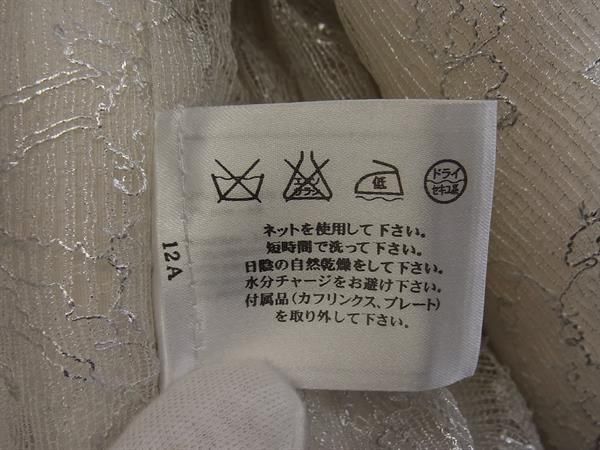 エンソ
サラシ
低
ドライ
セキユ系
ネットを使用して下さい。
短時間で洗って下さい。
日陰の自然乾燥をして下さい。
水分チャージをお避け下さい。
付属品(カフリンクス、プレート)
を取り外して下さい。
12A